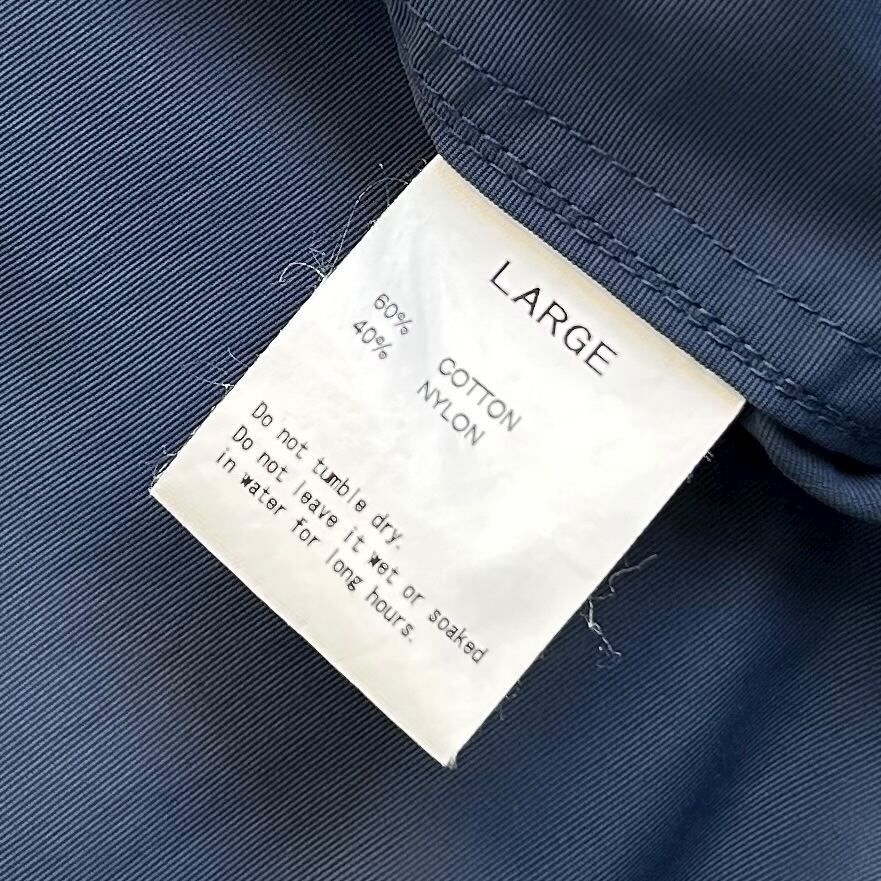 LARGE
60% COTTON
40% NYLON
Do not tumble dry.
Do not leave it wet or soaked
in water for long hours.